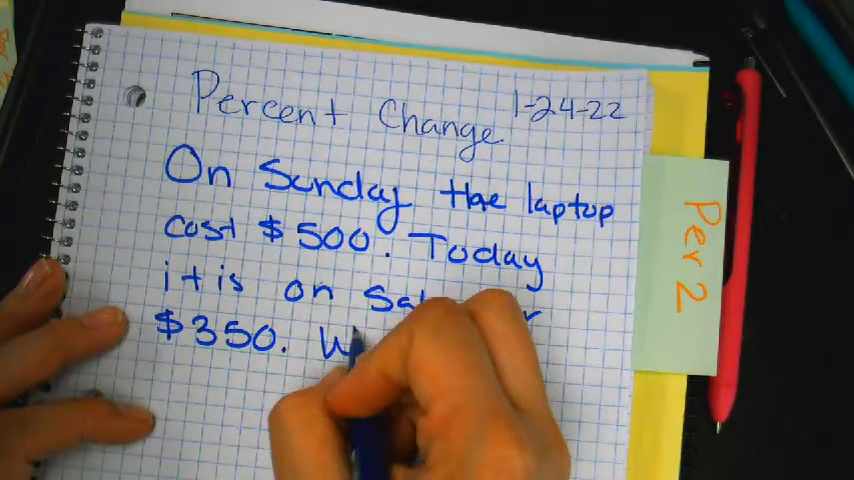 Percent Change 1-24-22
On Sunday the laptop
cost $500. Today
it is on
$350.
Per 2